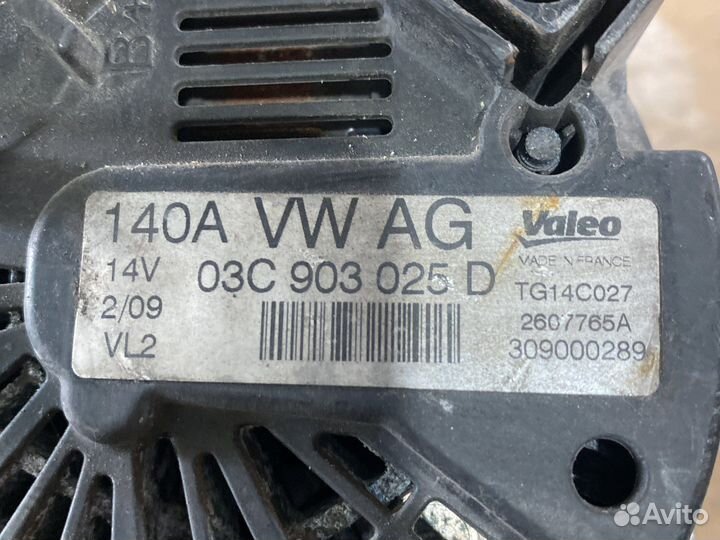 B+
140A VW AG
14V 03C 903 025 D
2/09
VL2
Valeo
MADE IN FRANCE
TG14C027
2607765A
309000289
Avito